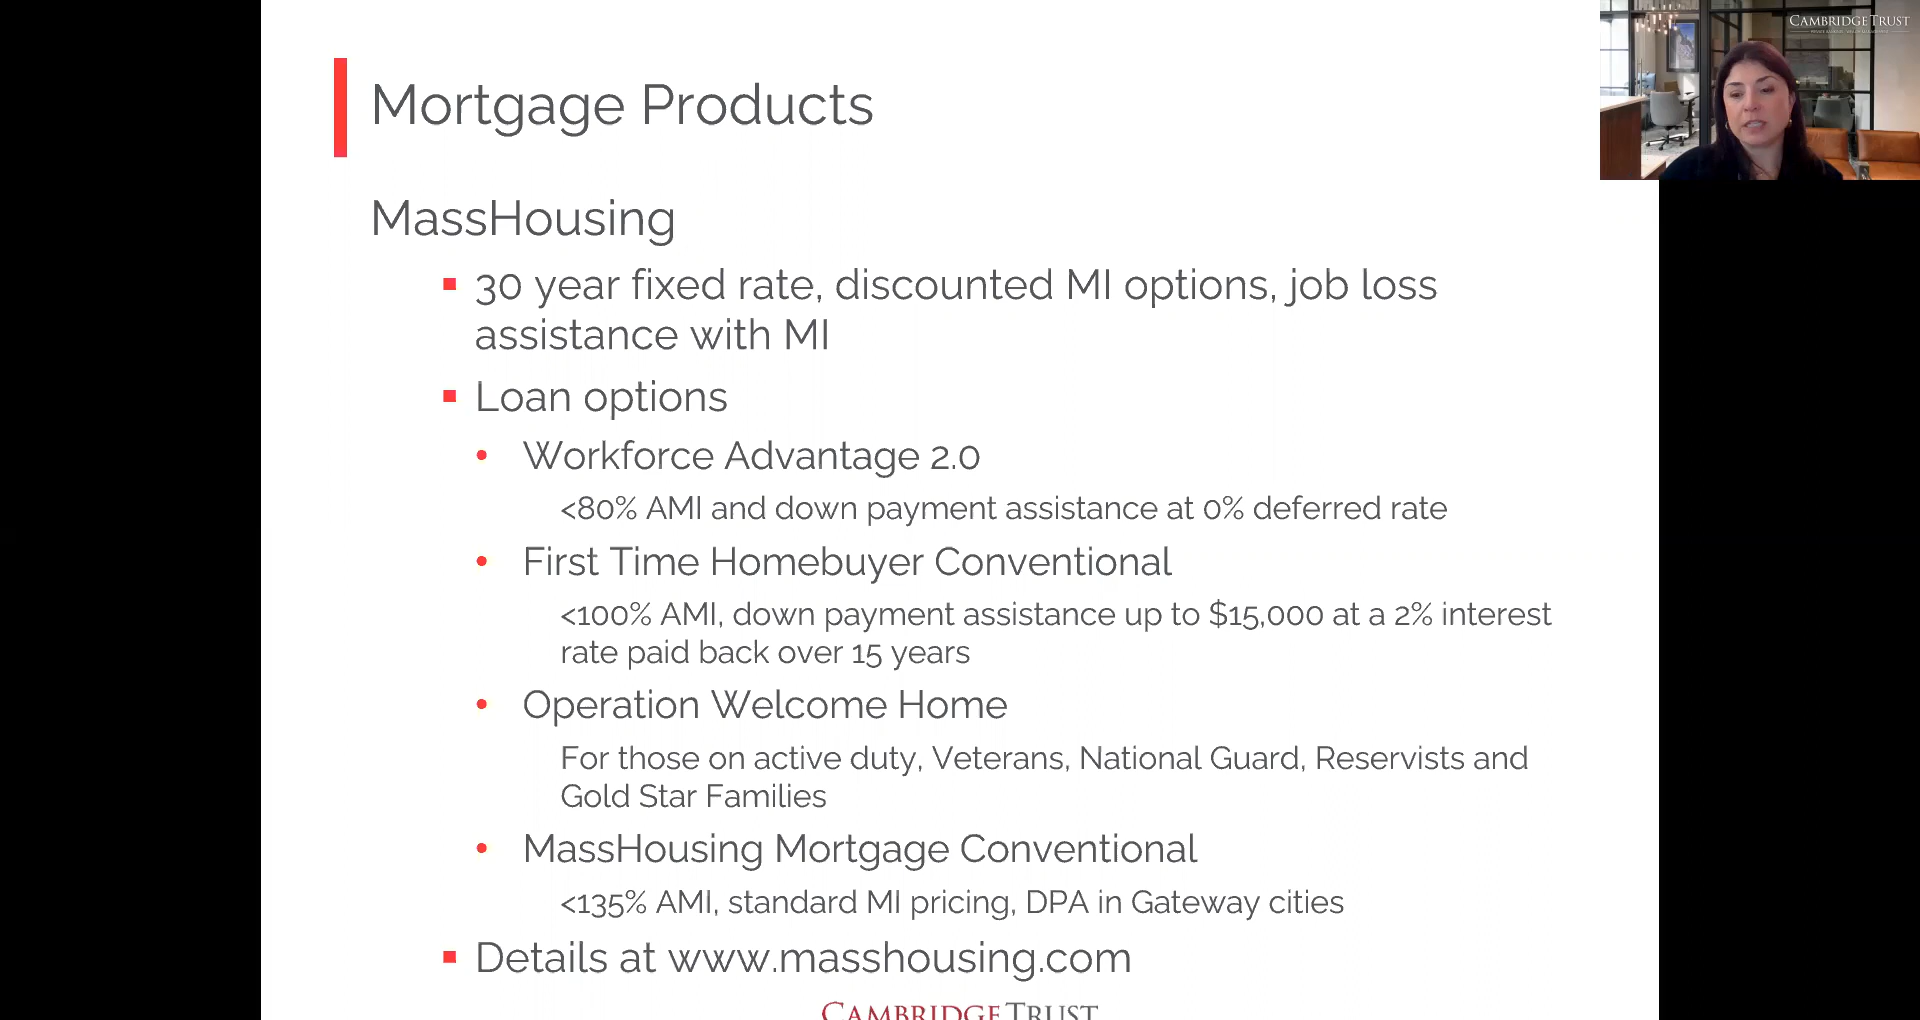 CAMBRIDGE TRUST
Mortgage Products
MassHousing
30 year fixed rate, discounted MI options, job loss
assistance with MI
Loan options
Workforce Advantage 2.0
<80% AMI and down payment assistance at 0% deferred rate
First Time Homebuyer Conventional
<100% AMI, down payment assistance up to $15,000 at a 2% interest
rate paid back over 15 years
Operation Welcome Home
For those on active duty, Veterans, National Guard, Reservists and
Gold Star Families
MassHousing Mortgage Conventional
<135% AMI, standard MI pricing, DPA in Gateway cities
Details at www.masshousing.com
CAMBRIDGE TRUST